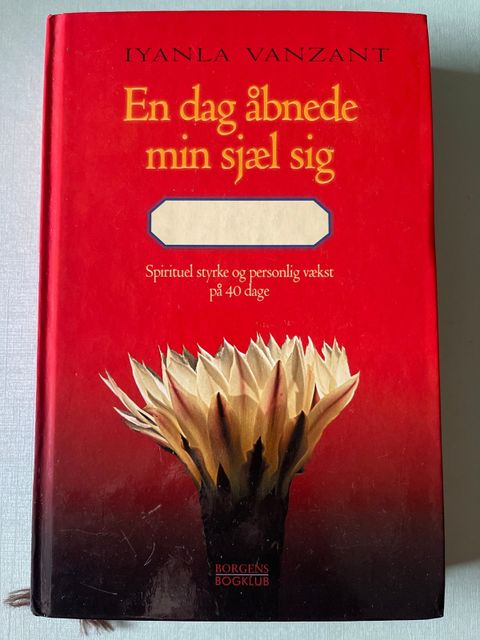 IYANLA VANZANT
En dag åbnede
min sjæl sig
Spirituel styrke og personlig vækst
på 40 dage
BORGENS
BOGKLUB